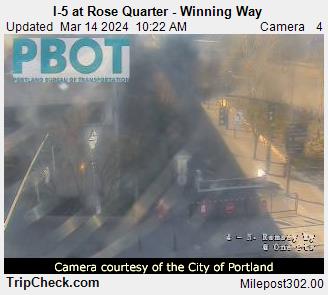 I-5 at Rose Quarter - Winning Way
Updated Mar 14 2024 10:22 AM Camera 4
PBOT
PORTLAND BUREAU OF TRANSPORTATION
Camera courtesy of the City of Portland
TripCheck.com Milepost302.00